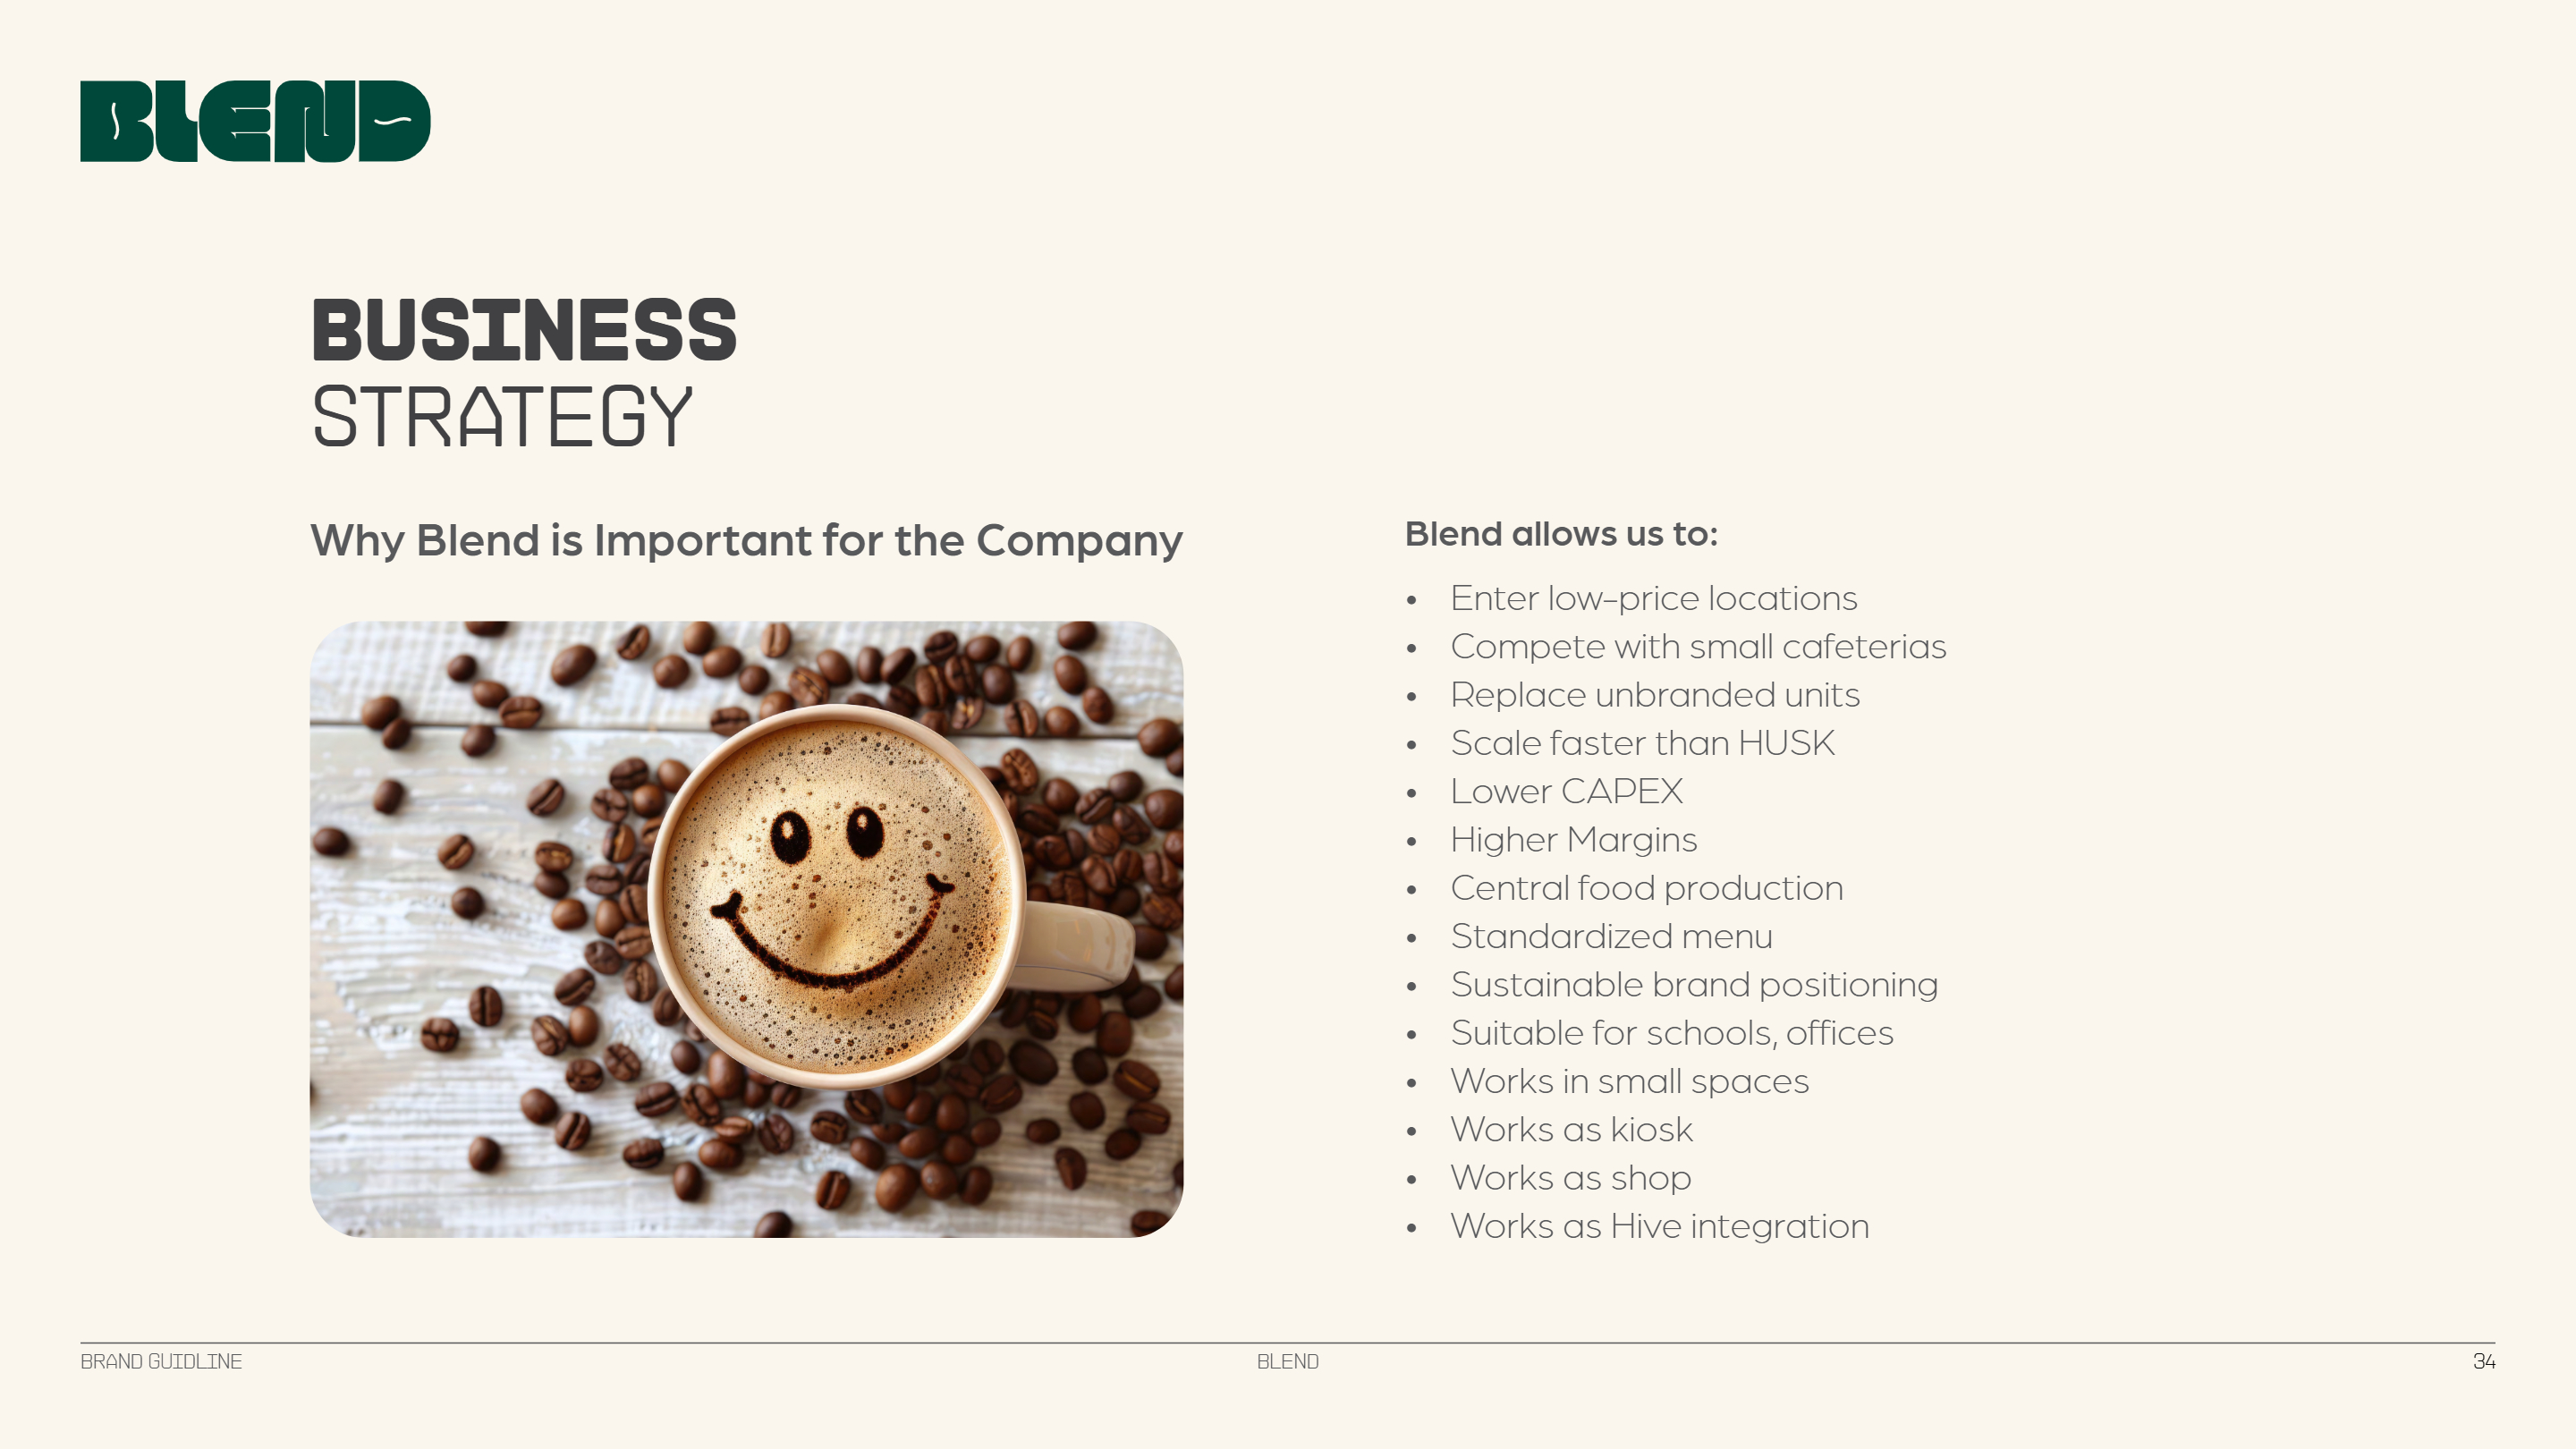 BLEND
BUSINESS
STRATEGY
Why Blend is Important for the Company
Blend allows us to:
• Enter low-price locations
• Compete with small cafeterias
• Replace unbranded units
• Scale faster than HUSK
• Lower CAPEX
• Higher Margins
• Central food production
• Standardized menu
• Sustainable brand positioning
• Suitable for schools, offices
• Works in small spaces
• Works as kiosk
• Works as shop
• Works as Hive integration
BRAND GUIDLINE
BLEND
34